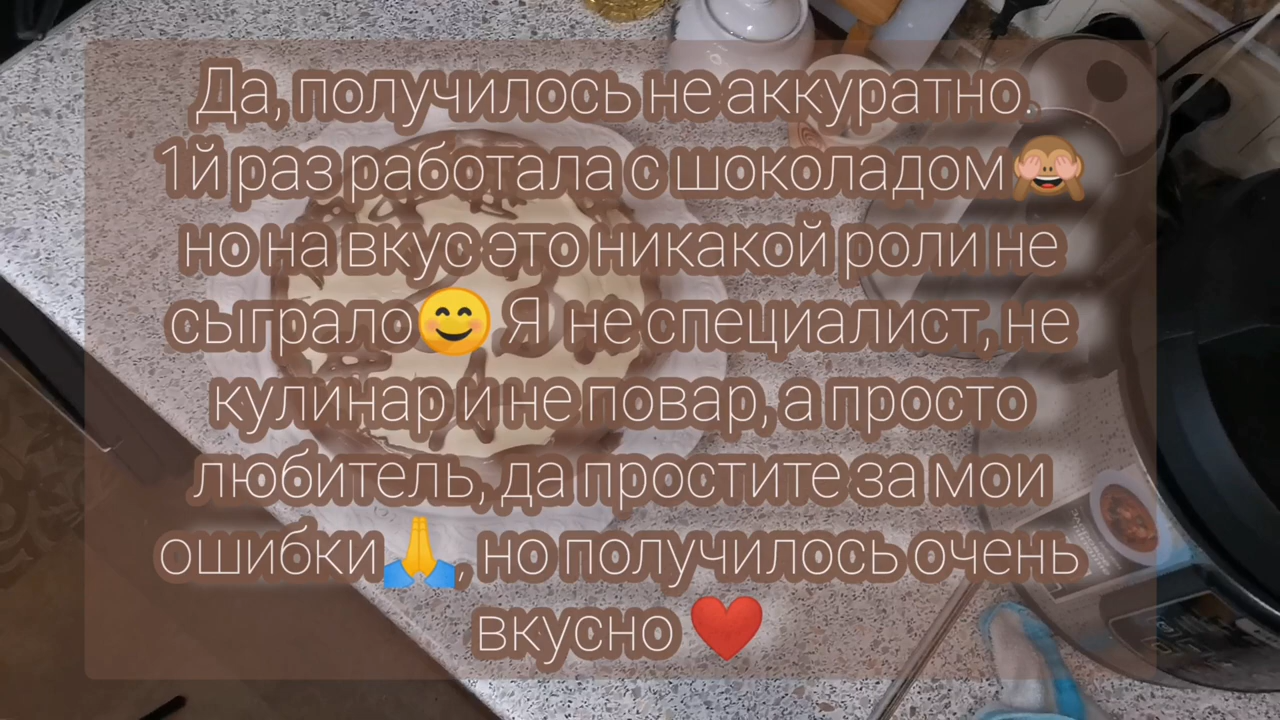 Да, получилось не аккуратно.
1й раз работала с шоколадом🙈
но на вкус это никакой роли не
сыграло😊 Я не специалист, не
кулинар и не повар, а просто
любитель, да простите за мои
ошибки🙏, но получилось очень
вкусно ❤️